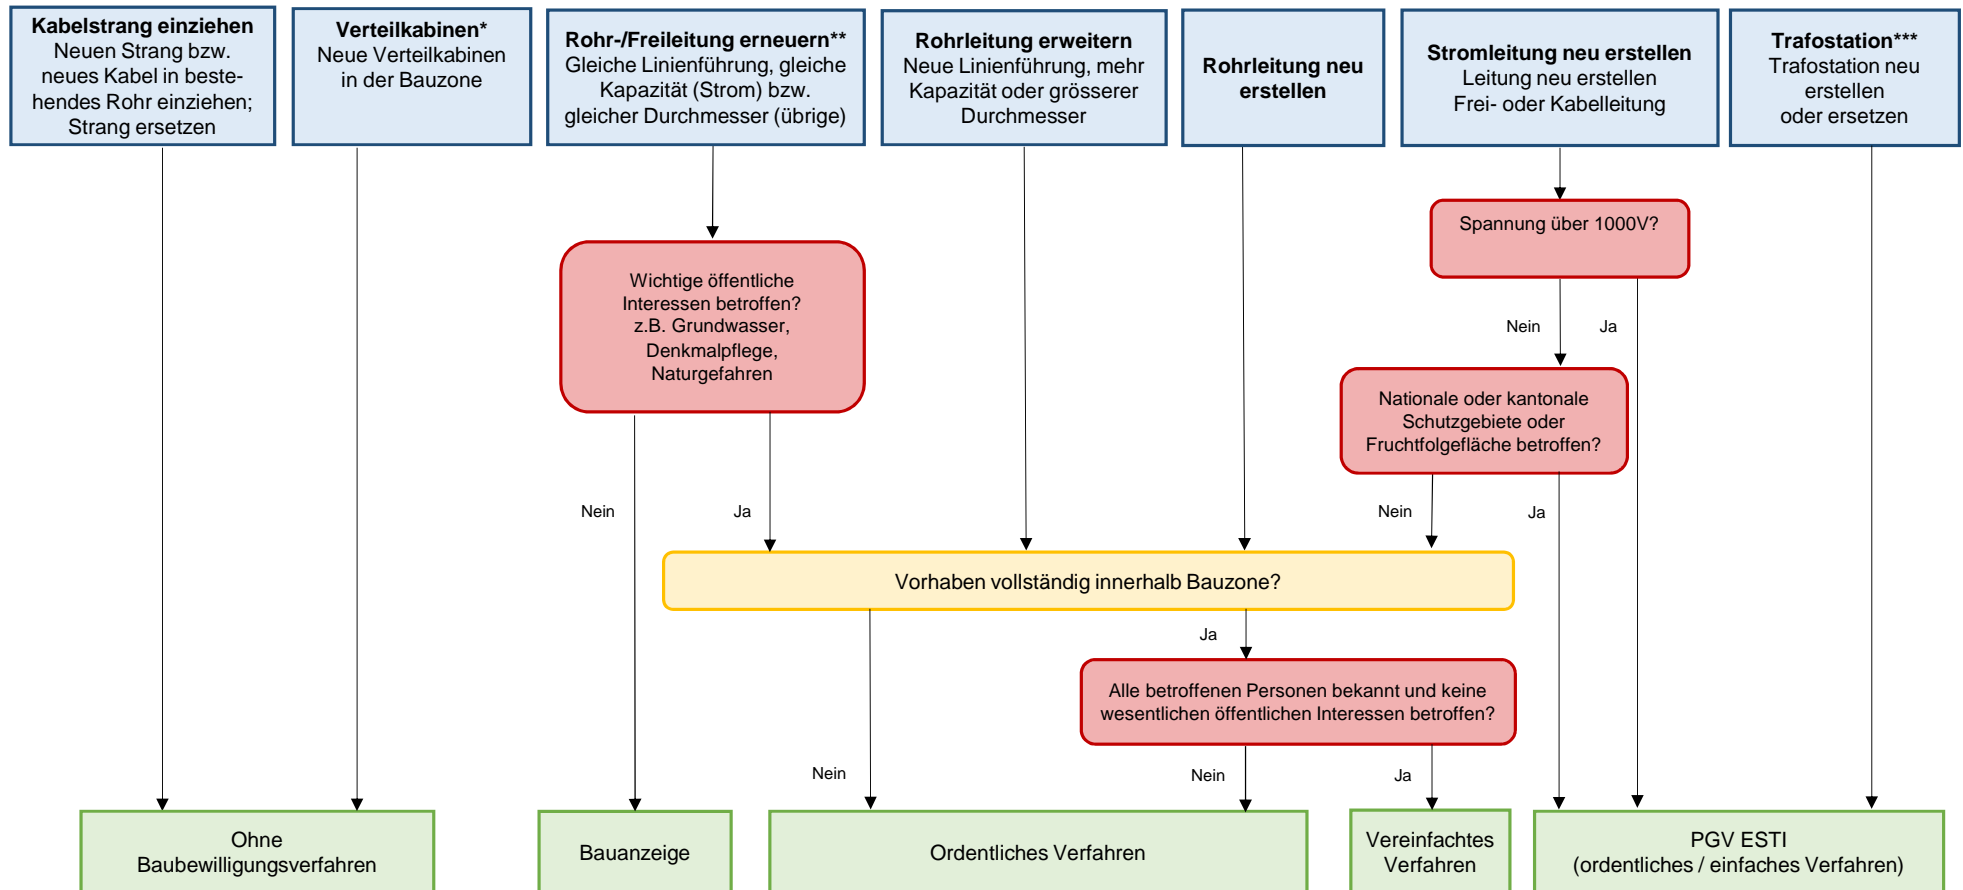 Kabelstrang einziehen
Neuen Strang bzw.
neues Kabel in beste-
hendes Rohr einziehen;
Strang ersetzen
Verteilkabinen*
Neue Verteilkabinen
in der Bauzone
Rohr-/Freileitung erneuern**
Gleiche Linienführung, gleiche
Kapazität (Strom) bzw.
gleicher Durchmesser (übrige)
Rohrleitung erweitern
Neue Linienführung, mehr
Kapazität oder grösserer
Durchmesser
Rohrleitung neu
erstellen
Stromleitung neu erstellen
Leitung neu erstellen
Frei- oder Kabelleitung
Trafostation***
Trafostation neu
erstellen
oder ersetzen
Spannung über 1000V?
Wichtige öffentliche
Interessen betroffen?
z.B. Grundwasser,
Denkmalpflege,
Naturgefahren
Nein
Ja
Nationale oder kantonale
Schutzgebiete oder
Fruchtfolgefläche betroffen?
Nein
Ja
Nein
Ja
Vorhaben vollständig innerhalb Bauzone?
Ja
Alle betroffenen Personen bekannt und keine
wesentlichen öffentlichen Interessen betroffen?
Nein
Nein
Ja
Ohne
Baubewilligungsverfahren
Bauanzeige
Ordentliches Verfahren
Vereinfachtes
Verfahren
PGV ESTI
(ordentliches / einfaches Verfahren)